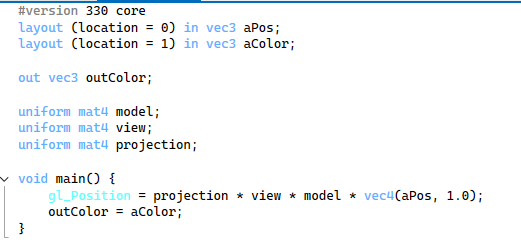 #version 330 core
layout (location = 0) in vec3 aPos;
layout (location = 1) in vec3 aColor;

out vec3 outColor;

uniform mat4 model;
uniform mat4 view;
uniform mat4 projection;

void main() {
    gl_Position = projection * view * model * vec4(aPos, 1.0);
    outColor = aColor;
}